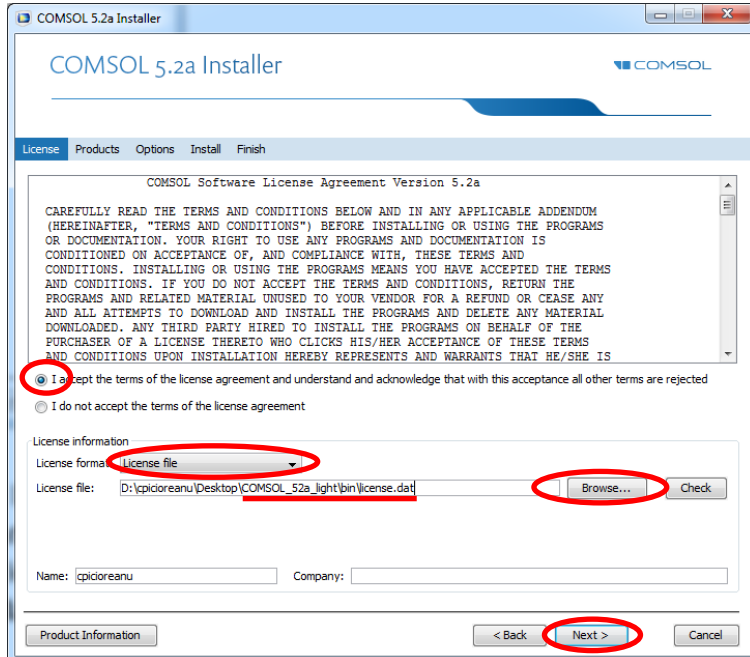 COMSOL 5.2a Installer
COMSOL 5.2a Installer
COMSOL
License Products Options Install Finish
COMSOL Software License Agreement Version 5.2a
CAREFULLY READ THE TERMS AND CONDITIONS BELOW AND IN ANY APPLICABLE ADDENDUM
(HEREINAFTER, "TERMS AND CONDITIONS") BEFORE INSTALLING OR USING THE PROGRAMS
OR DOCUMENTATION. YOUR RIGHT TO USE ANY PROGRAMS AND DOCUMENTATION IS
CONDITIONED ON ACCEPTANCE OF, AND COMPLIANCE WITH, THESE TERMS AND
CONDITIONS. INSTALLING OR USING THE PROGRAMS MEANS YOU HAVE ACCEPTED THE TERMS
AND CONDITIONS. IF YOU DO NOT ACCEPT THE TERMS AND CONDITIONS, RETURN THE
PROGRAMS AND RELATED MATERIAL UNUSED TO YOUR VENDOR FOR A REFUND OR CEASE ANY
AND ALL ATTEMPTS TO DOWNLOAD AND INSTALL THE PROGRAMS AND DELETE ANY MATERIAL
DOWNLOADED. ANY THIRD PARTY HIRED TO INSTALL THE PROGRAMS ON BEHALF OF THE
PURCHASER OF A LICENSE THERETO WHO CLICKS HIS/HER ACCEPTANCE OF THESE TERMS
AND CONDITIONS UPON INSTALLATION HEREBY REPRESENTS AND WARRANTS THAT HE/SHE IS
I accept the terms of the license agreement and understand and acknowledge that with this acceptance all other terms are rejected
I do not accept the terms of the license agreement
License information
License format: License file
License file: D:\cpicioreanu\Desktop\COMSOL_52a_light\bin\license.dat Browse... Check
Name: cpicioreanu Company:
Product Information < Back Next > Cancel